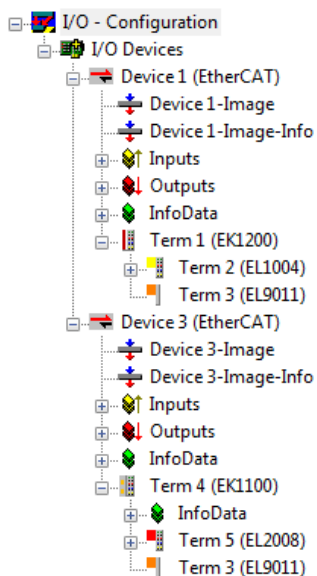 I/O - Configuration
I/O Devices
Device 1 (EtherCAT)
Device 1-Image
Device 1-Image-Info
Inputs
Outputs
InfoData
Term 1 (EK1200)
Term 2 (EL1004)
Term 3 (EL9011)
Device 3 (EtherCAT)
Device 3-Image
Device 3-Image-Info
Inputs
Outputs
InfoData
Term 4 (EK1100)
InfoData
Term 5 (EL2008)
Term 3 (EL9011)